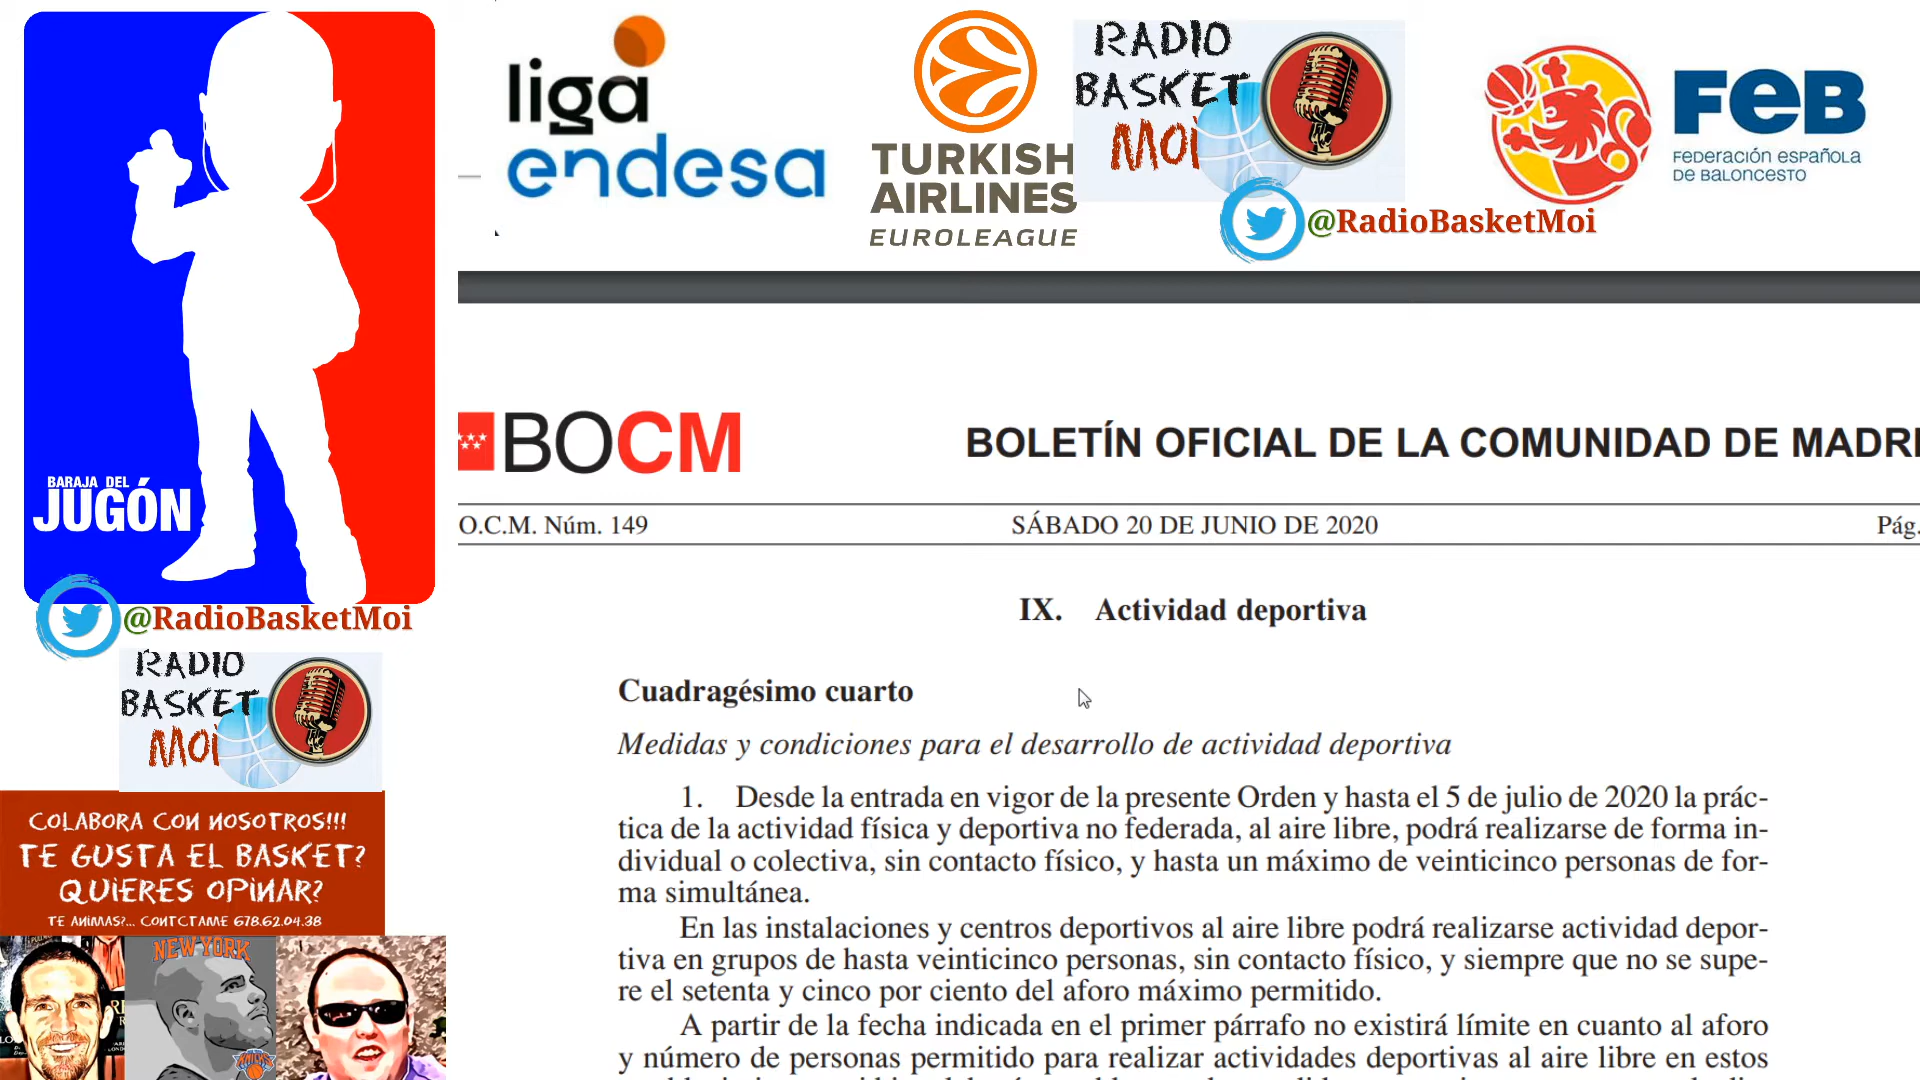 BARAJA DEL
JUGÓN
@RadioBasketMoi
RADIO
BASKET
MOi
COLABORA CON NOSOTROS!!!
TE GUSTA EL BASKET?
QUIERES OPINAR?
TE ANIMAS?... CONTCTAME 678.62.04.38
NEW YORK
liga
endesa
TURKISH
AIRLINES
EUROLEAGUE
RADIO
BASKET
MOi
@RadioBasketMoi
FeB
FEDERACIÓN ESPAÑOLA
DE BALONCESTO
BOCM
BOLETÍN OFICIAL DE LA COMUNIDAD DE MADRI
O.C.M. Núm. 149 SÁBADO 20 DE JUNIO DE 2020 Pág.
IX. Actividad deportiva
Cuadragésimo cuarto
Medidas y condiciones para el desarrollo de actividad deportiva
1. Desde la entrada en vigor de la presente Orden y hasta el 5 de julio de 2020 la prác-
tica de la actividad física y deportiva no federada, al aire libre, podrá realizarse de forma in-
dividual o colectiva, sin contacto físico, y hasta un máximo de veinticinco personas de for-
ma simultánea.
En las instalaciones y centros deportivos al aire libre podrá realizarse actividad depor-
tiva en grupos de hasta veinticinco personas, sin contacto físico, y siempre que no se supe-
re el setenta y cinco por ciento del aforo máximo permitido.
A partir de la fecha indicada en el primer párrafo no existirá límite en cuanto al aforo
y número de personas permitido para realizar actividades deportivas al aire libre en estos